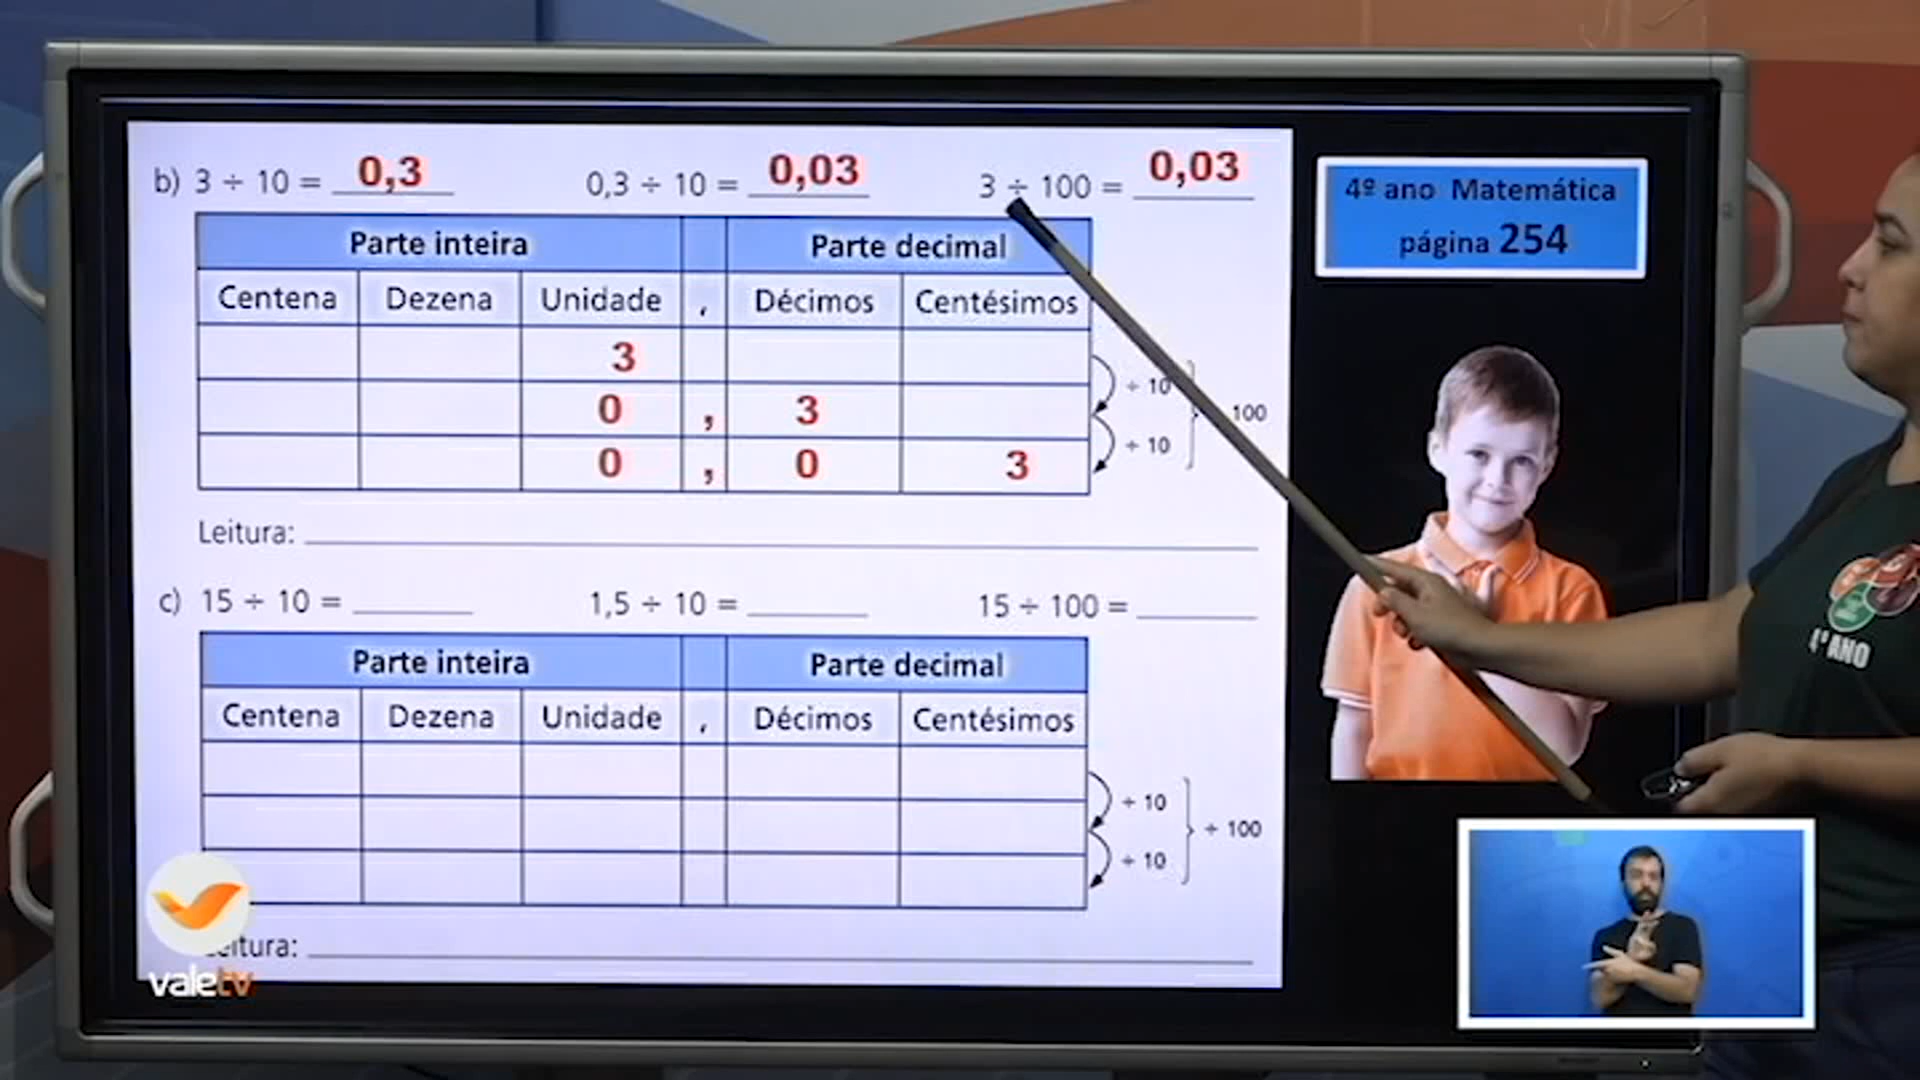 b) 3 ÷ 10 = 0,3 0,3 ÷ 10 = 0,03 3 ÷ 100 = 0,03
Parte inteira Parte decimal
Centena Dezena Unidade , Décimos Centésimos
3
0 , 3
0 , 0 3
÷ 10
÷ 10
100
Leitura:
c) 15 ÷ 10 = 1,5 ÷ 10 = 15 ÷ 100 =
Parte inteira Parte decimal
Centena Dezena Unidade , Décimos Centésimos
÷ 10
÷ 10
÷ 100
Leitura:
valetv
4º ano Matemática
página 254
4º ANO